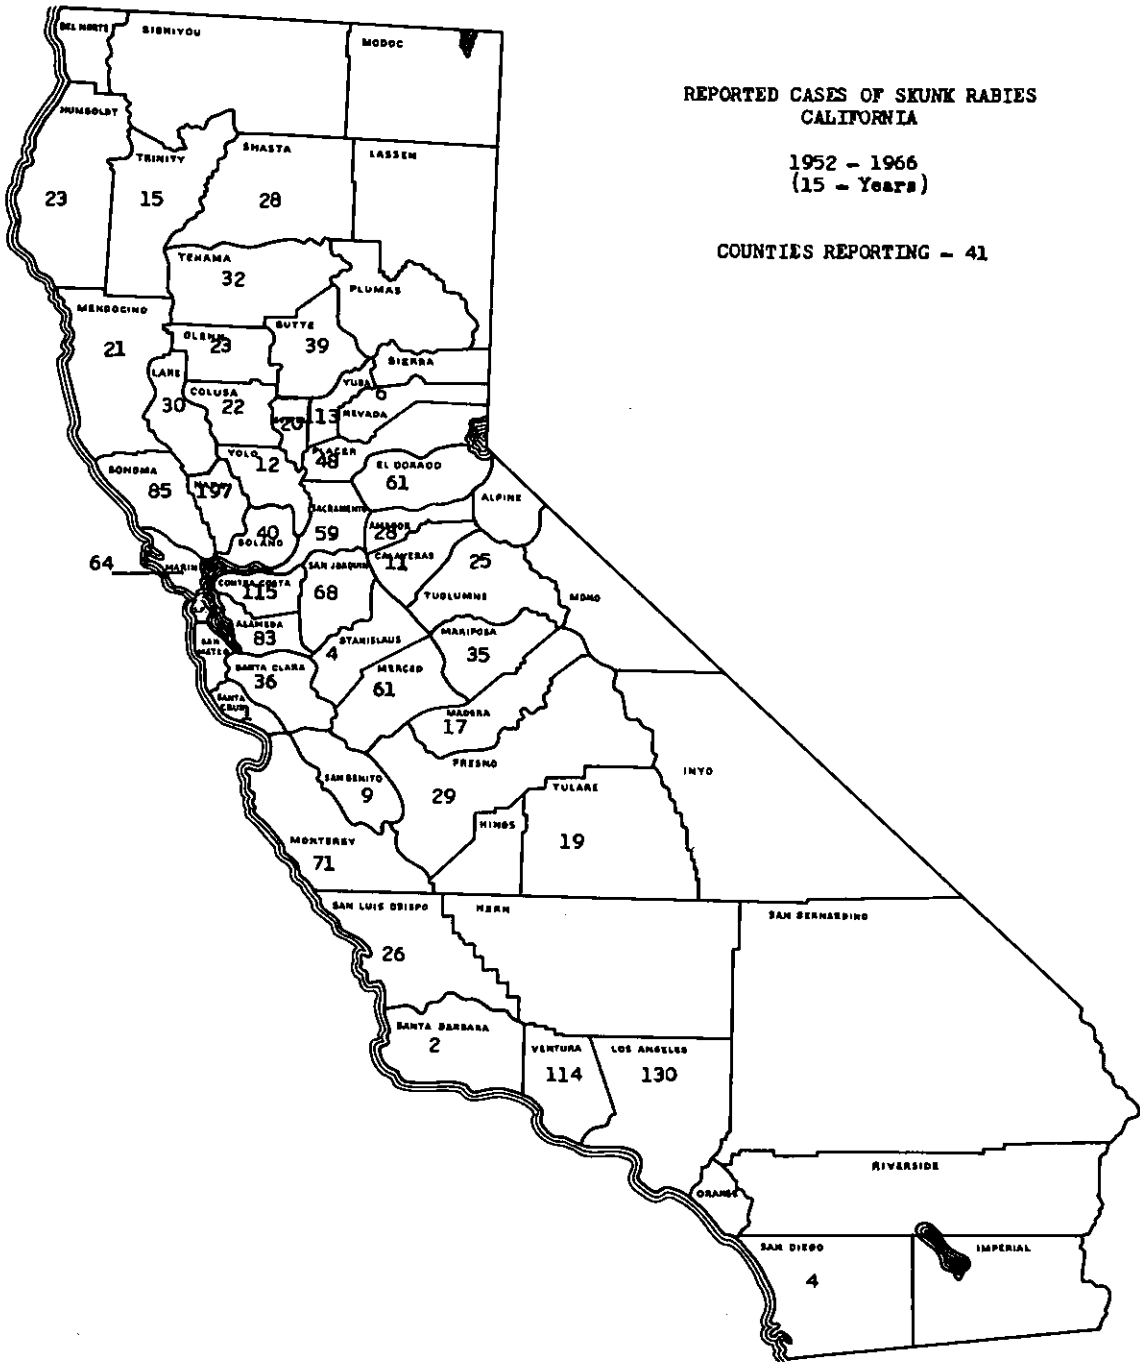 REPORTED CASES OF SKUNK RABIES
CALIFORNIA
1952 - 1966
(15 - Years)
COUNTIES REPORTING - 41
DEL NORTE
SISKIYOU
MODOC
HUMBOLDT
23
TRINITY
15
SHASTA
28
LASSEN
TEHAMA
32
PLUMAS
MENDOCINO
21
GLENN
23
BUTTE
39
SIERRA
LAKE
30
COLUSA
22
20
YUBA
113
6
NEVADA
PLACER
48
YOLO
12
EL DORADO
61
SONOMA
85
NAPA
197
ALPINE
SACRAMENTO
59
AMADOR
28
SOLANO
40
CALAVERAS
11
25
TUOLUMNE
64
MARIN
CONTRA COSTA
115
SAN JOAQUIN
68
MONO
ALAMEDA
83
STANISLAUS
4
MARIPOSA
35
SAN
MATEO
SANTA CLARA
36
MERCED
61
SANTA
CRUZ
MADERA
17
FRESNO
29
SAN BENITO
9
INYO
TULARE
19
KINGS
MONTEREY
71
SAN LUIS OBISPO
26
KERN
SAN BERNARDINO
SANTA BARBARA
2
VENTURA
114
LOS ANGELES
130
RIVERSIDE
ORANGE
SAN DIEGO
4
IMPERIAL